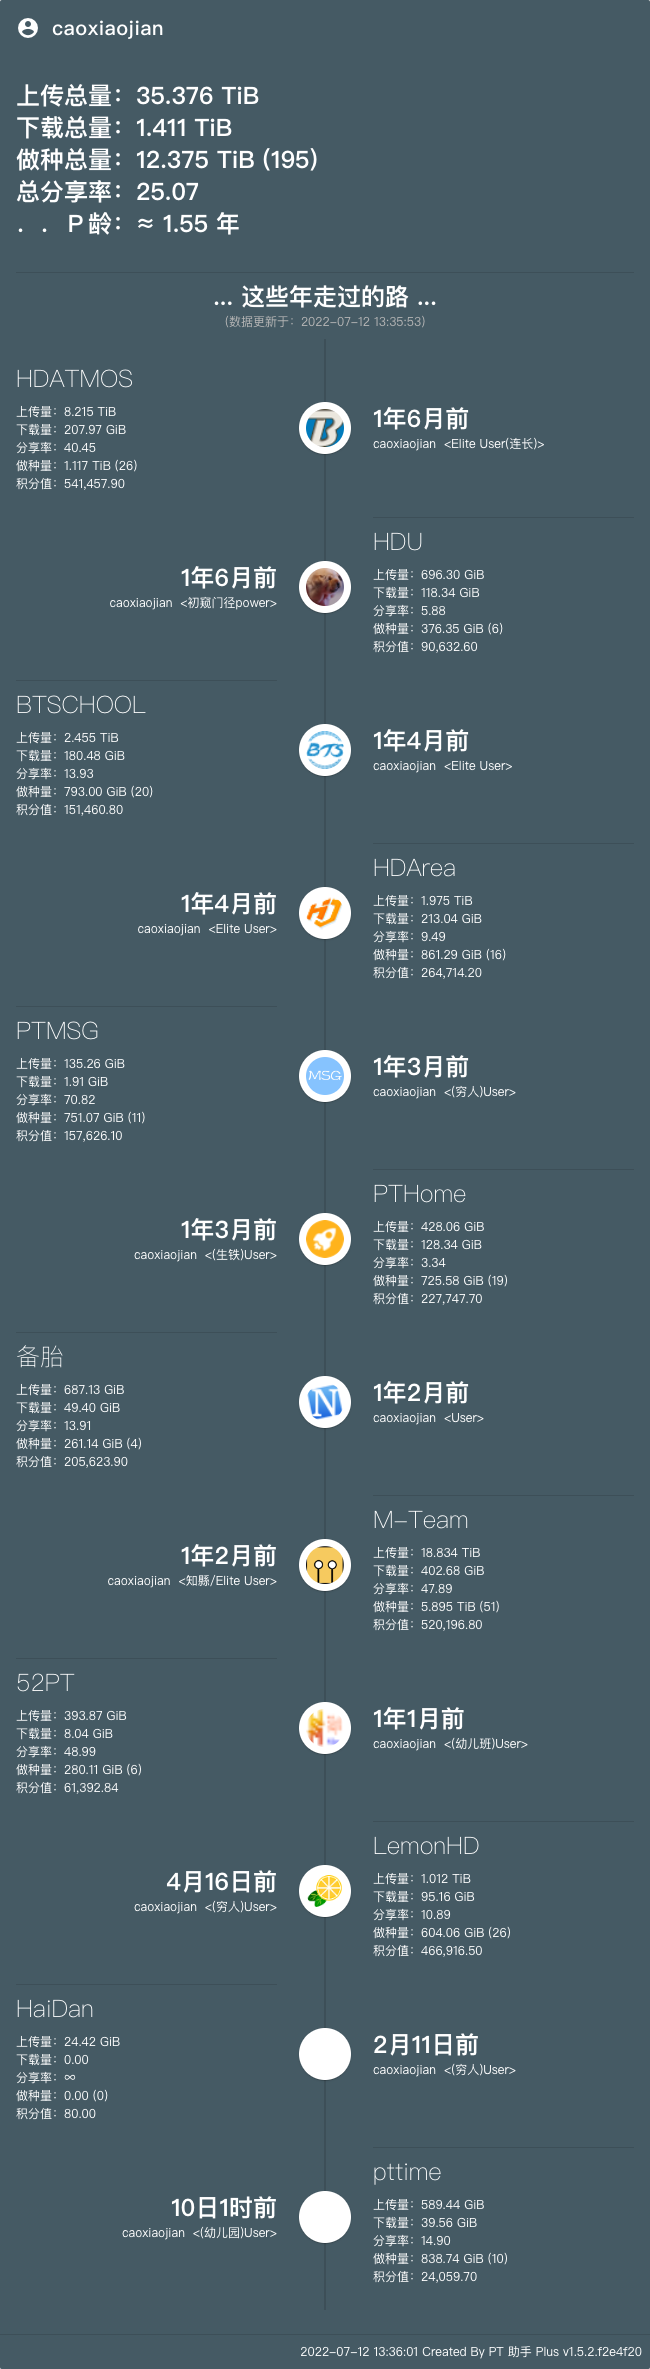 caoxiaojian
上传总量：35.376 TiB
下载总量：1.411 TiB
做种总量：12.375 TiB (195)
总分享率：25.07
．．Ｐ龄：≈ 1.55 年
... 这些年走过的路 ...
(数据更新于：2022-07-12 13:35:53)
HDATMOS
上传量：8.215 TiB
下载量：207.97 GiB
分享率：40.45
做种量：1.117 TiB (26)
积分值：541,457.90
1年6月前
caoxiaojian <Elite User(连长)>
HDU
上传量：696.30 GiB
下载量：118.34 GiB
分享率：5.88
做种量：376.35 GiB (6)
积分值：90,632.60
1年6月前
caoxiaojian <初窥门径power>
BTSCHOOL
上传量：2.455 TiB
下载量：180.48 GiB
分享率：13.93
做种量：793.00 GiB (20)
积分值：151,460.80
BTS
1年4月前
caoxiaojian <Elite User>
HDArea
上传量：1.975 TiB
下载量：213.04 GiB
分享率：9.49
做种量：861.29 GiB (16)
积分值：264,714.20
1年4月前
caoxiaojian <Elite User>
PTMSG
上传量：135.26 GiB
下载量：1.91 GiB
分享率：70.82
做种量：751.07 GiB (11)
积分值：157,626.10
MSG
1年3月前
caoxiaojian <(穷人)User>
PTHome
上传量：428.06 GiB
下载量：128.34 GiB
分享率：3.34
做种量：725.58 GiB (19)
积分值：227,747.70
1年3月前
caoxiaojian <(生铁)User>
备胎
上传量：687.13 GiB
下载量：49.40 GiB
分享率：13.91
做种量：261.14 GiB (4)
积分值：205,623.90
N
1年2月前
caoxiaojian <User>
M-Team
上传量：18.834 TiB
下载量：402.68 GiB
分享率：47.89
做种量：5.895 TiB (51)
积分值：520,196.80
1年2月前
caoxiaojian <知豚/Elite User>
52PT
上传量：393.87 GiB
下载量：8.04 GiB
分享率：48.99
做种量：280.11 GiB (6)
积分值：61,392.84
1年1月前
caoxiaojian <(幼儿班)User>
LemonHD
上传量：1.012 TiB
下载量：95.16 GiB
分享率：10.89
做种量：604.06 GiB (26)
积分值：466,916.50
4月16日前
caoxiaojian <(穷人)User>
HaiDan
上传量：24.42 GiB
下载量：0.00
分享率：∞
做种量：0.00 (0)
积分值：80.00
2月11日前
caoxiaojian <(穷人)User>
pttime
上传量：589.44 GiB
下载量：39.56 GiB
分享率：14.90
做种量：838.74 GiB (10)
积分值：24,059.70
10日1时前
caoxiaojian <(幼儿园)User>
2022-07-12 13:36:01 Created By PT 助手 Plus v1.5.2.f2e4f20